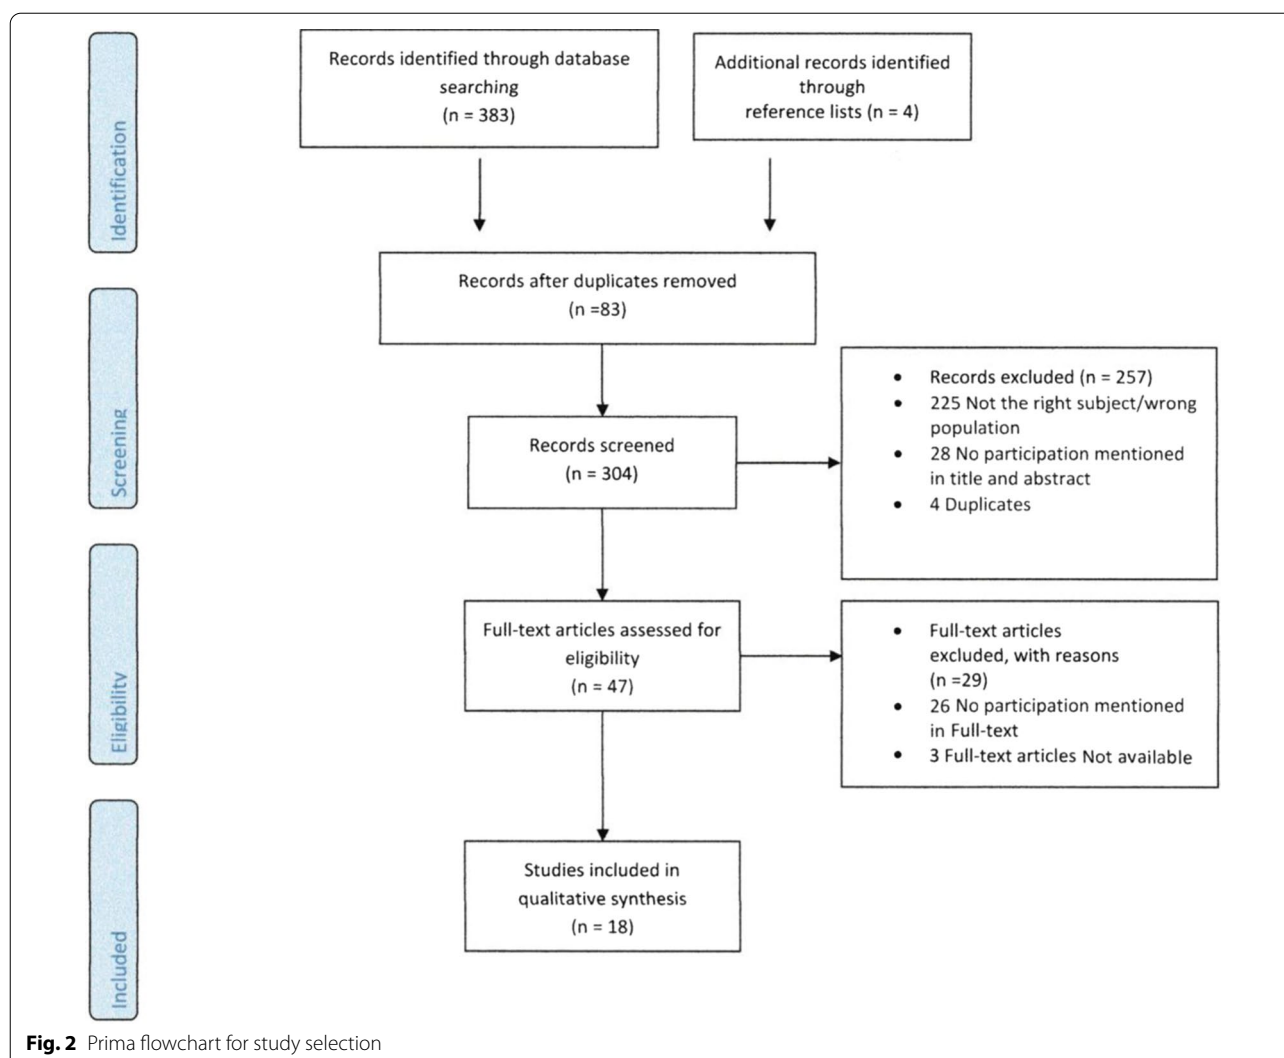 Identification
Records identified through database
searching
(n = 383)
Additional records identified
through
reference lists (n = 4)
Records after duplicates removed
(n =83)
Screening
Records screened
(n = 304)
• Records excluded (n = 257)
• 225 Not the right subject/wrong
population
• 28 No participation mentioned
in title and abstract
• 4 Duplicates
Eligibility
Full-text articles assessed for
eligibility
(n = 47)
• Full-text articles
excluded, with reasons
(n =29)
• 26 No participation mentioned
in Full-text
• 3 Full-text articles Not available
Included
Studies included in
qualitative synthesis
(n = 18)
Fig. 2 Prima flowchart for study selection